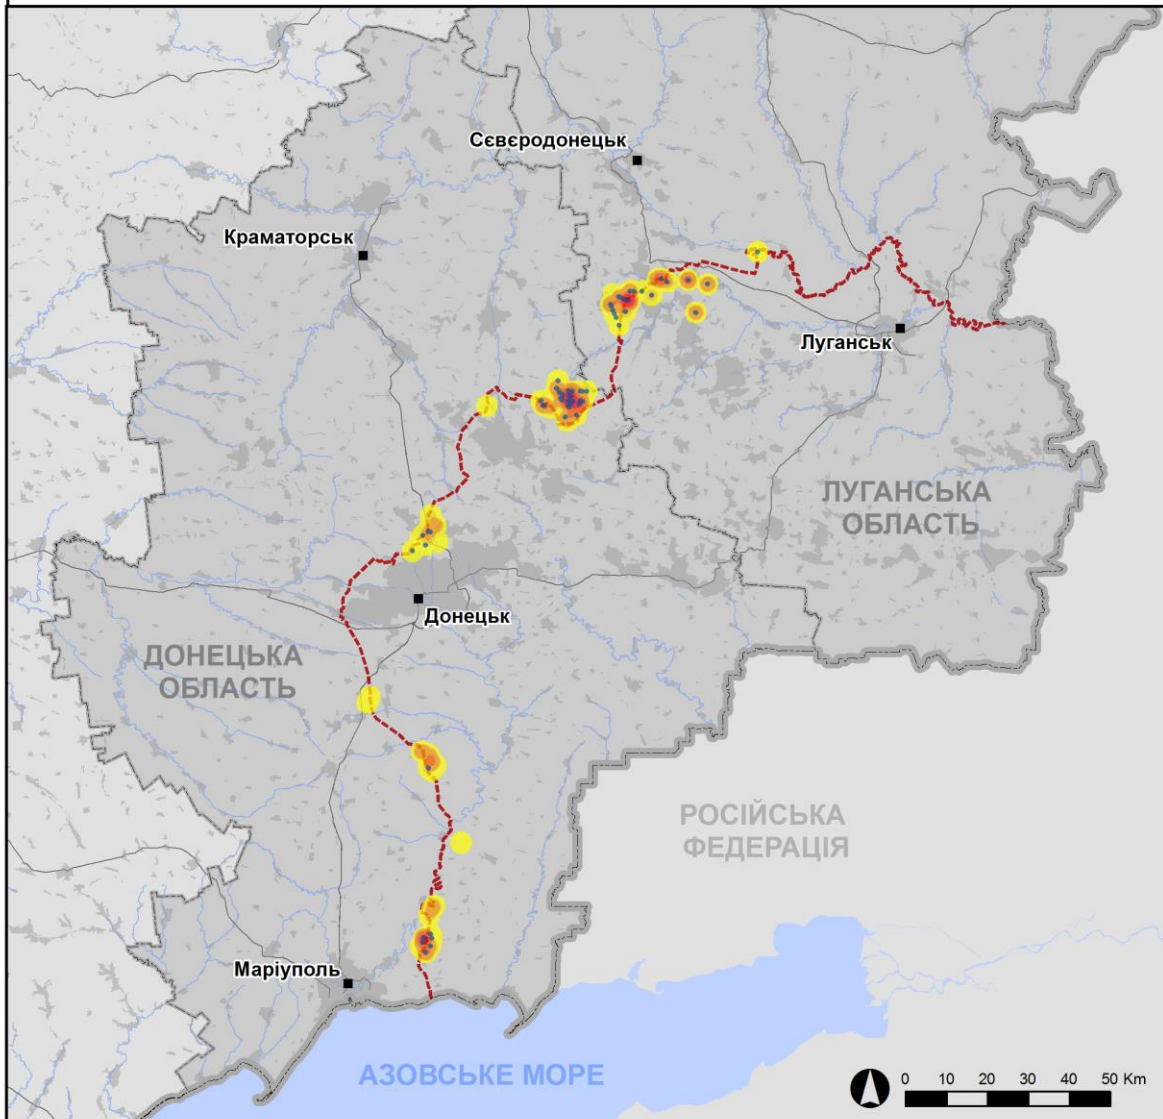 Сєвєродонецьк
Краматорськ
Луганськ
ЛУГАНСЬКА
ОБЛАСТЬ
Донецьк
ДОНЕЦЬКА
ОБЛАСТЬ
РОСІЙСЬКА
ФЕДЕРАЦІЯ
Маріуполь
АЗОВСЬКЕ МОРЕ
0 10 20 30 40 50 Km